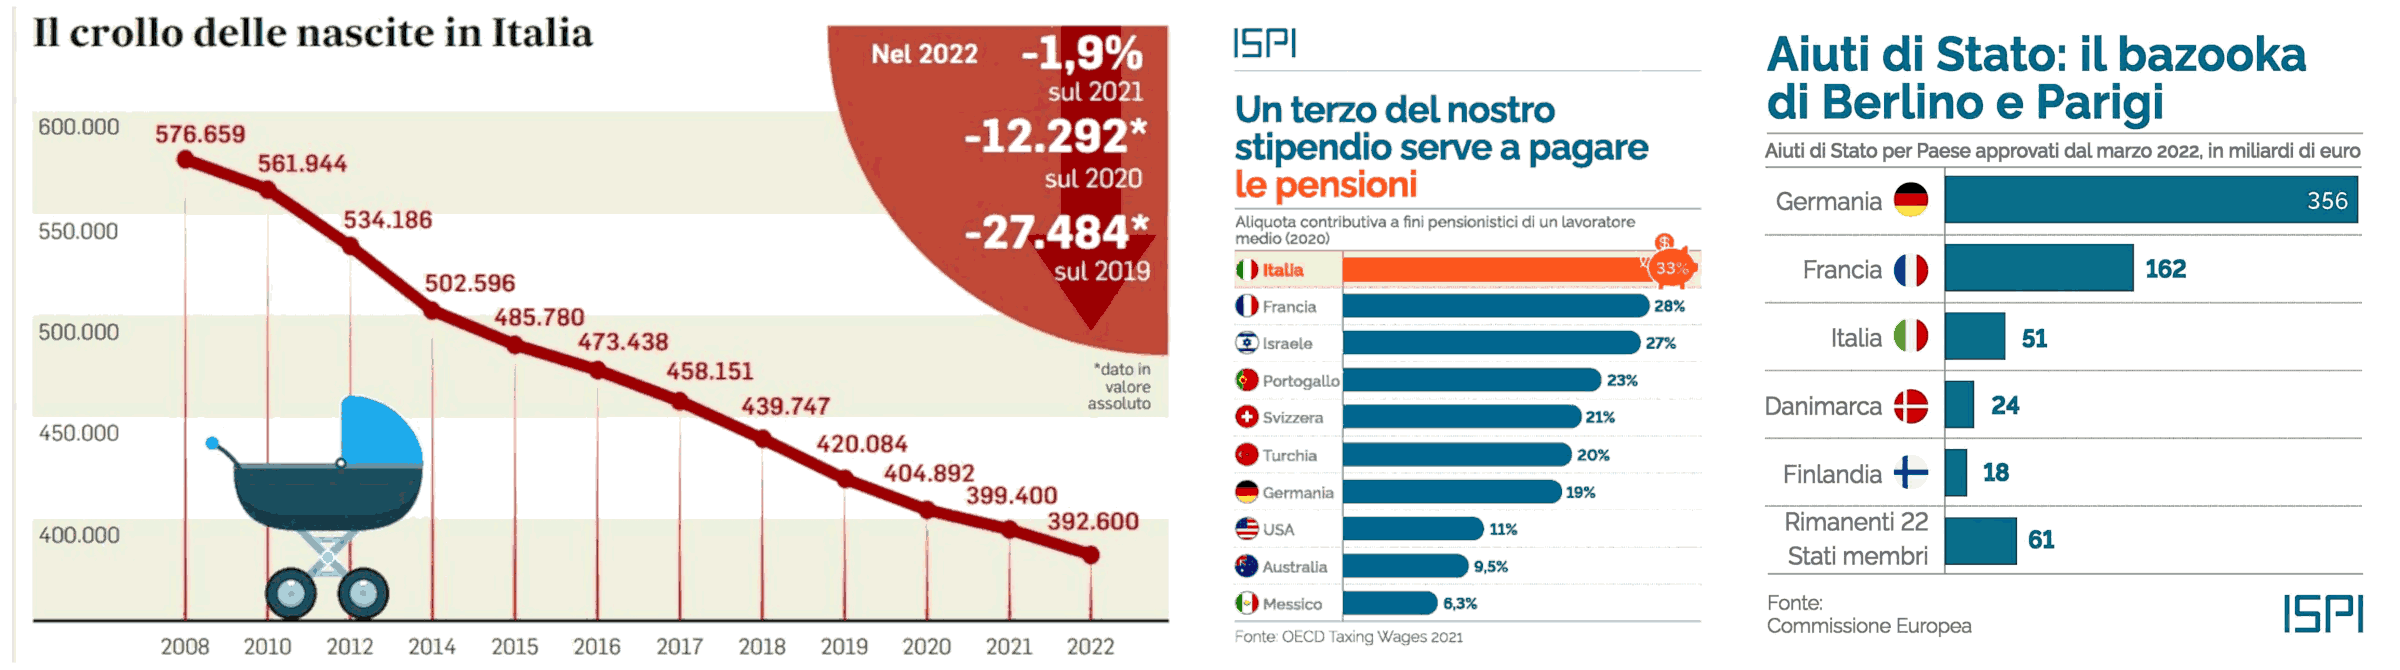 Il crollo delle nascite in Italia
Nel 2022
-1,9%
sul 2021
-12.292*
sul 2020
-27.484*
sul 2019
*dato in
valore
assoluto
600.000
550.000
500.000
450.000
400.000
576.659
561.944
534.186
502.596
485.780
473.438
458.151
439.747
420.084
404.892
399.400
392.600
2008 2010 2012 2014 2015 2016 2017 2018 2019 2020 2021 2022
ISPI
Un terzo del nostro
stipendio serve a pagare
le pensioni
Aliquota contributiva a fini pensionistici di un lavoratore
medio (2020)
Italia 33%
Francia 28%
Israele 27%
Portogallo 23%
Svizzera 21%
Turchia 20%
Germania 19%
USA 11%
Australia 9,5%
Messico 6,3%
Fonte: OECD Taxing Wages 2021
Aiuti di Stato: il bazooka
di Berlino e Parigi
Aiuti di Stato per Paese approvati dal marzo 2022, in miliardi di euro
Germania 356
Francia 162
Italia 51
Danimarca 24
Finlandia 18
Rimanenti 22
Stati membri 61
Fonte:
Commissione Europea
ISPI